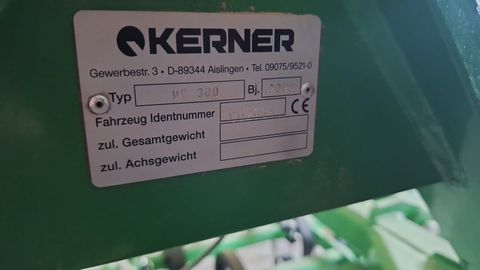 KERNER
Gewerbestr. 3 • D-89344 Aislingen • Tel. 09075/9521-0
Typ Bj.
Fahrzeug Identnummer CE
zul. Gesamtgewicht
zul. Achsgewicht